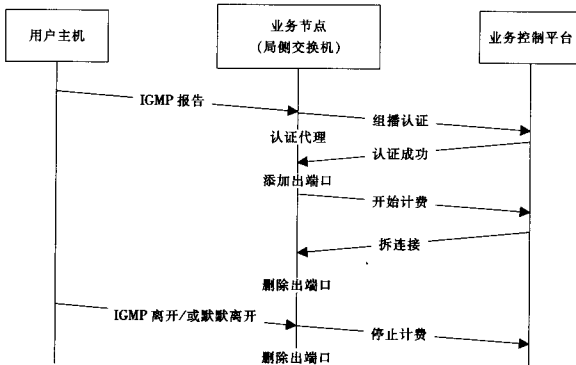 用户主机
业务节点
(局侧交换机)
业务控制平台
IGMP 报告
组播认证
认证代理
认证成功
添加出端口
开始计费
拆连接
删除出端口
IGMP 离开/或默默离开
停止计费
删除出端口